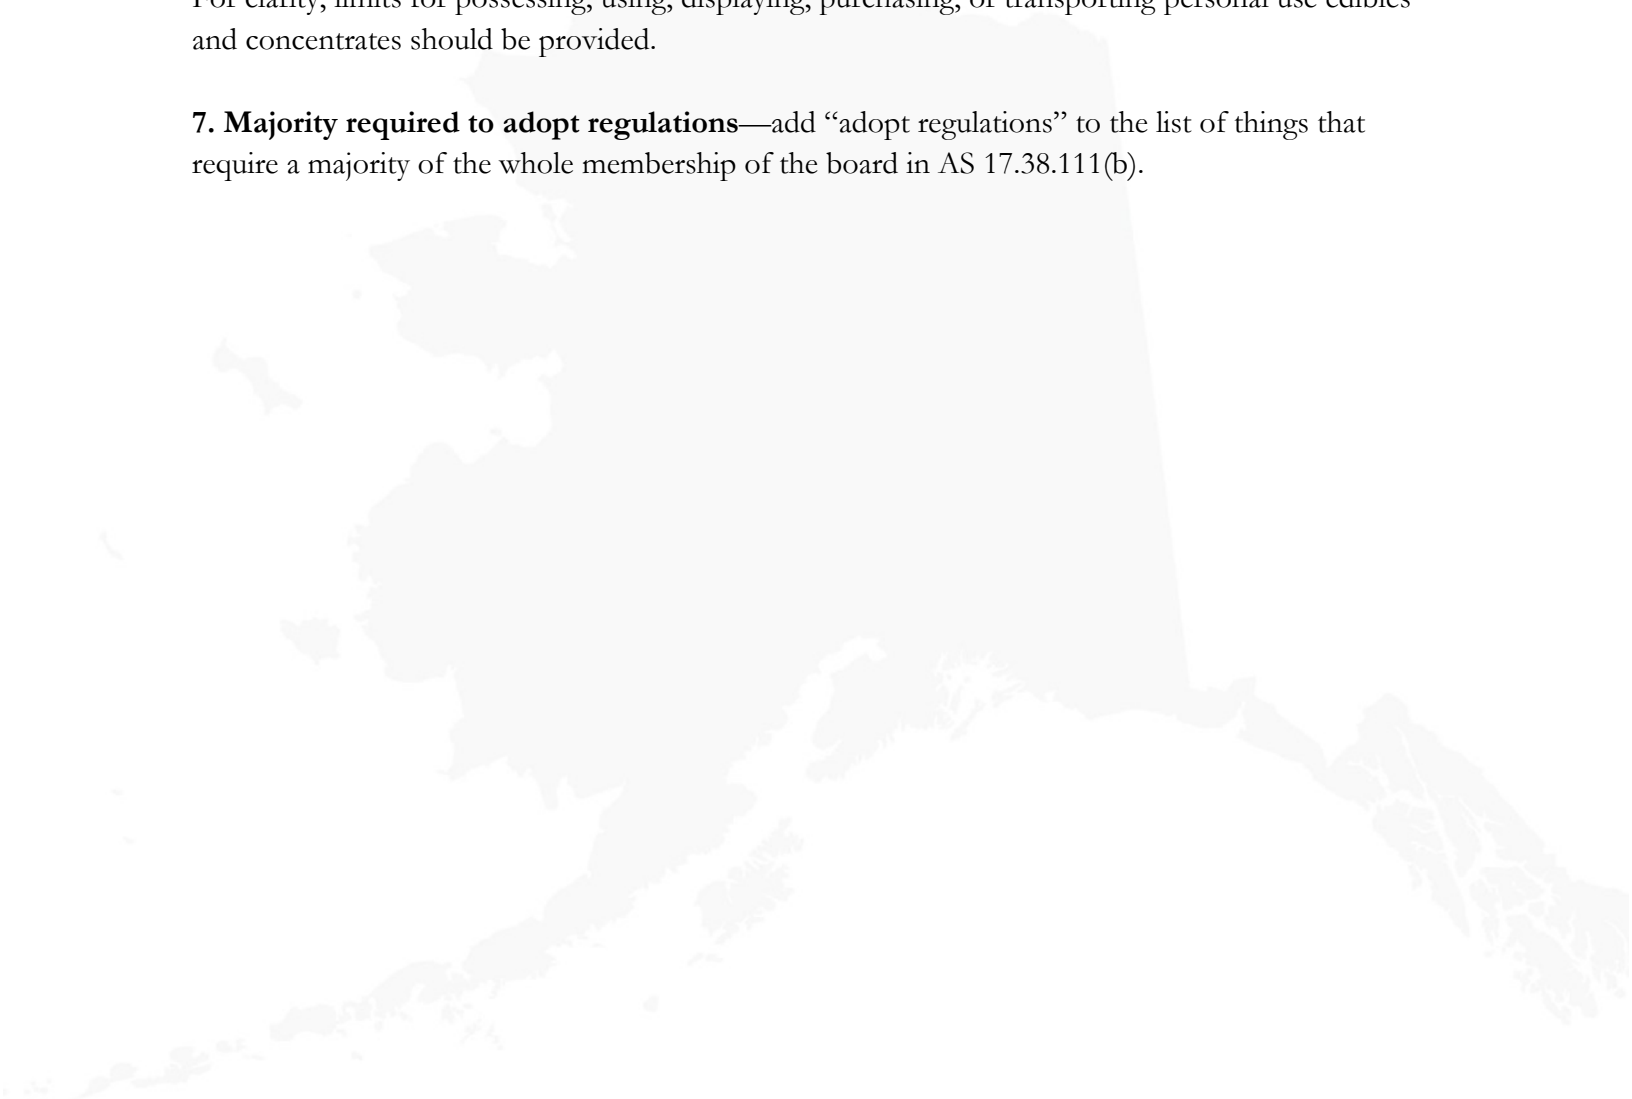 For clarity, limits for possessing, using, displaying, purchasing, or transporting personal use edibles
and concentrates should be provided.
7. Majority required to adopt regulations—add “adopt regulations” to the list of things that
require a majority of the whole membership of the board in AS 17.38.111(b).